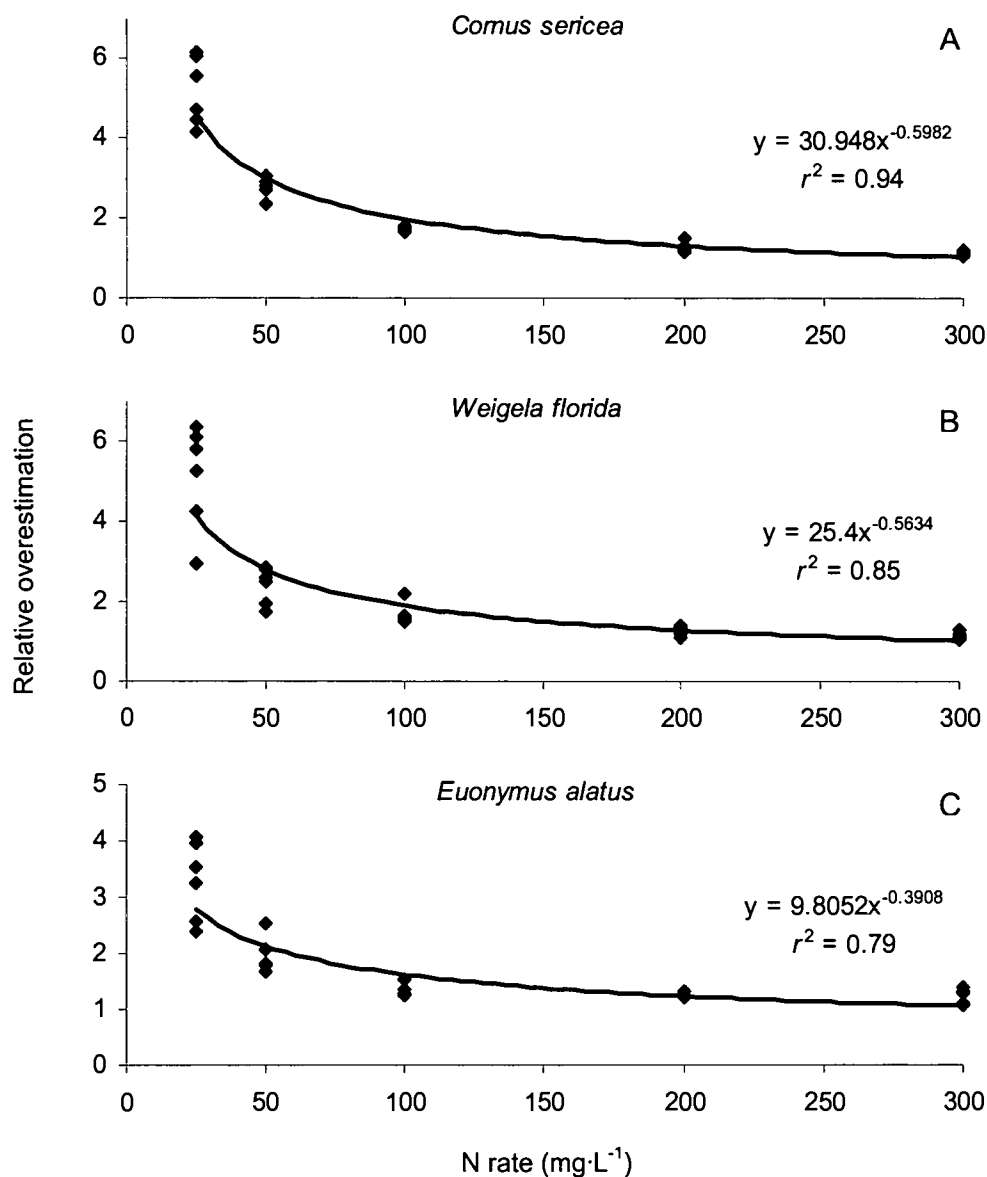 Cornus sericea
A
6
4
2
0
y = 30.948x^-0.5982
r² = 0.94
0 50 100 150 200 250 300
Weigela florida
B
6
4
2
0
y = 25.4x^-0.5634
r² = 0.85
0 50 100 150 200 250 300
Relative overestimation
Euonymus alatus
C
5
4
3
2
1
0
y = 9.8052x^-0.3908
r² = 0.79
0 50 100 150 200 250 300
N rate (mg·L⁻¹)